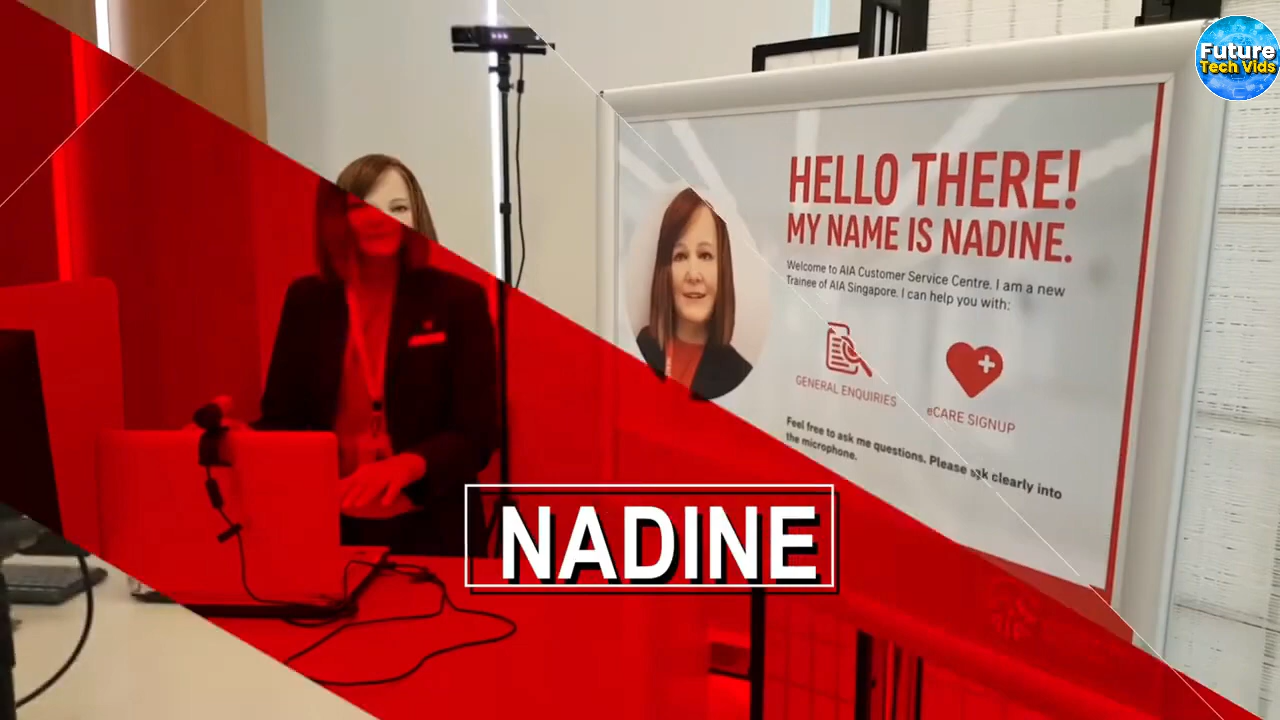 Future
Tech Vids
HELLO THERE!
MY NAME IS NADINE.
Welcome to AIA Customer Service Centre. I am a new
Trainee of AIA Singapore. I can help you with:
GENERAL ENQUIRIES
eCARE SIGNUP
Feel free to ask me questions. Please ask clearly into
the microphone.
NADINE